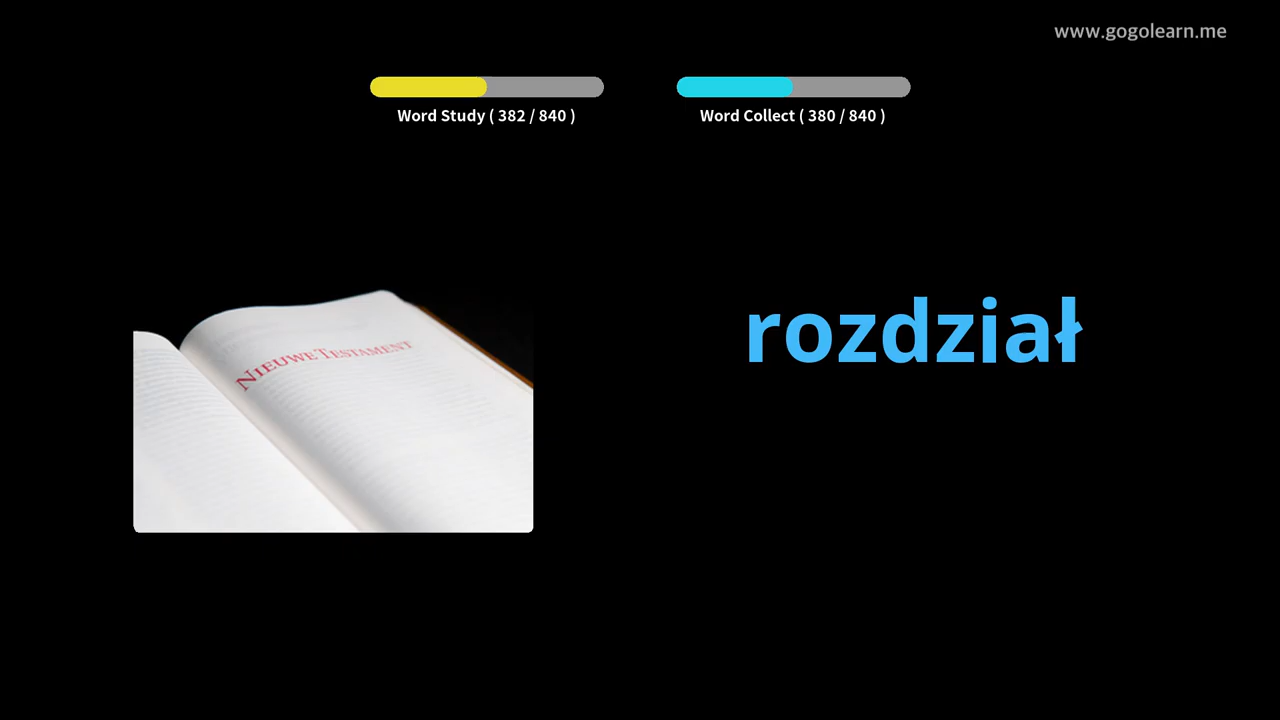 www.gogolearn.me
Word Study ( 382 / 840 )
Word Collect ( 380 / 840 )
NIEUWE TESTAMENT
rozdział